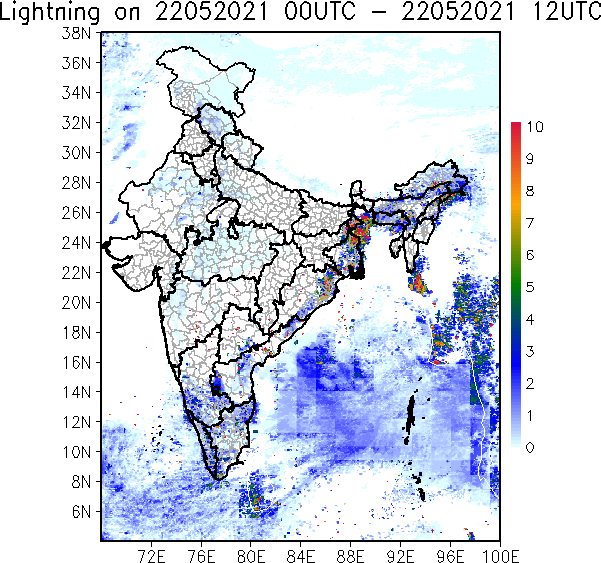 Lightning on 22052021 00UTC – 22052021 12UTC
38N
36N
34N
32N
30N
28N
26N
24N
22N
20N
18N
16N
14N
12N
10N
8N
6N
72E 76E 80E 84E 88E 92E 96E 100E
10
9
8
7
6
5
4
3
2
1
0